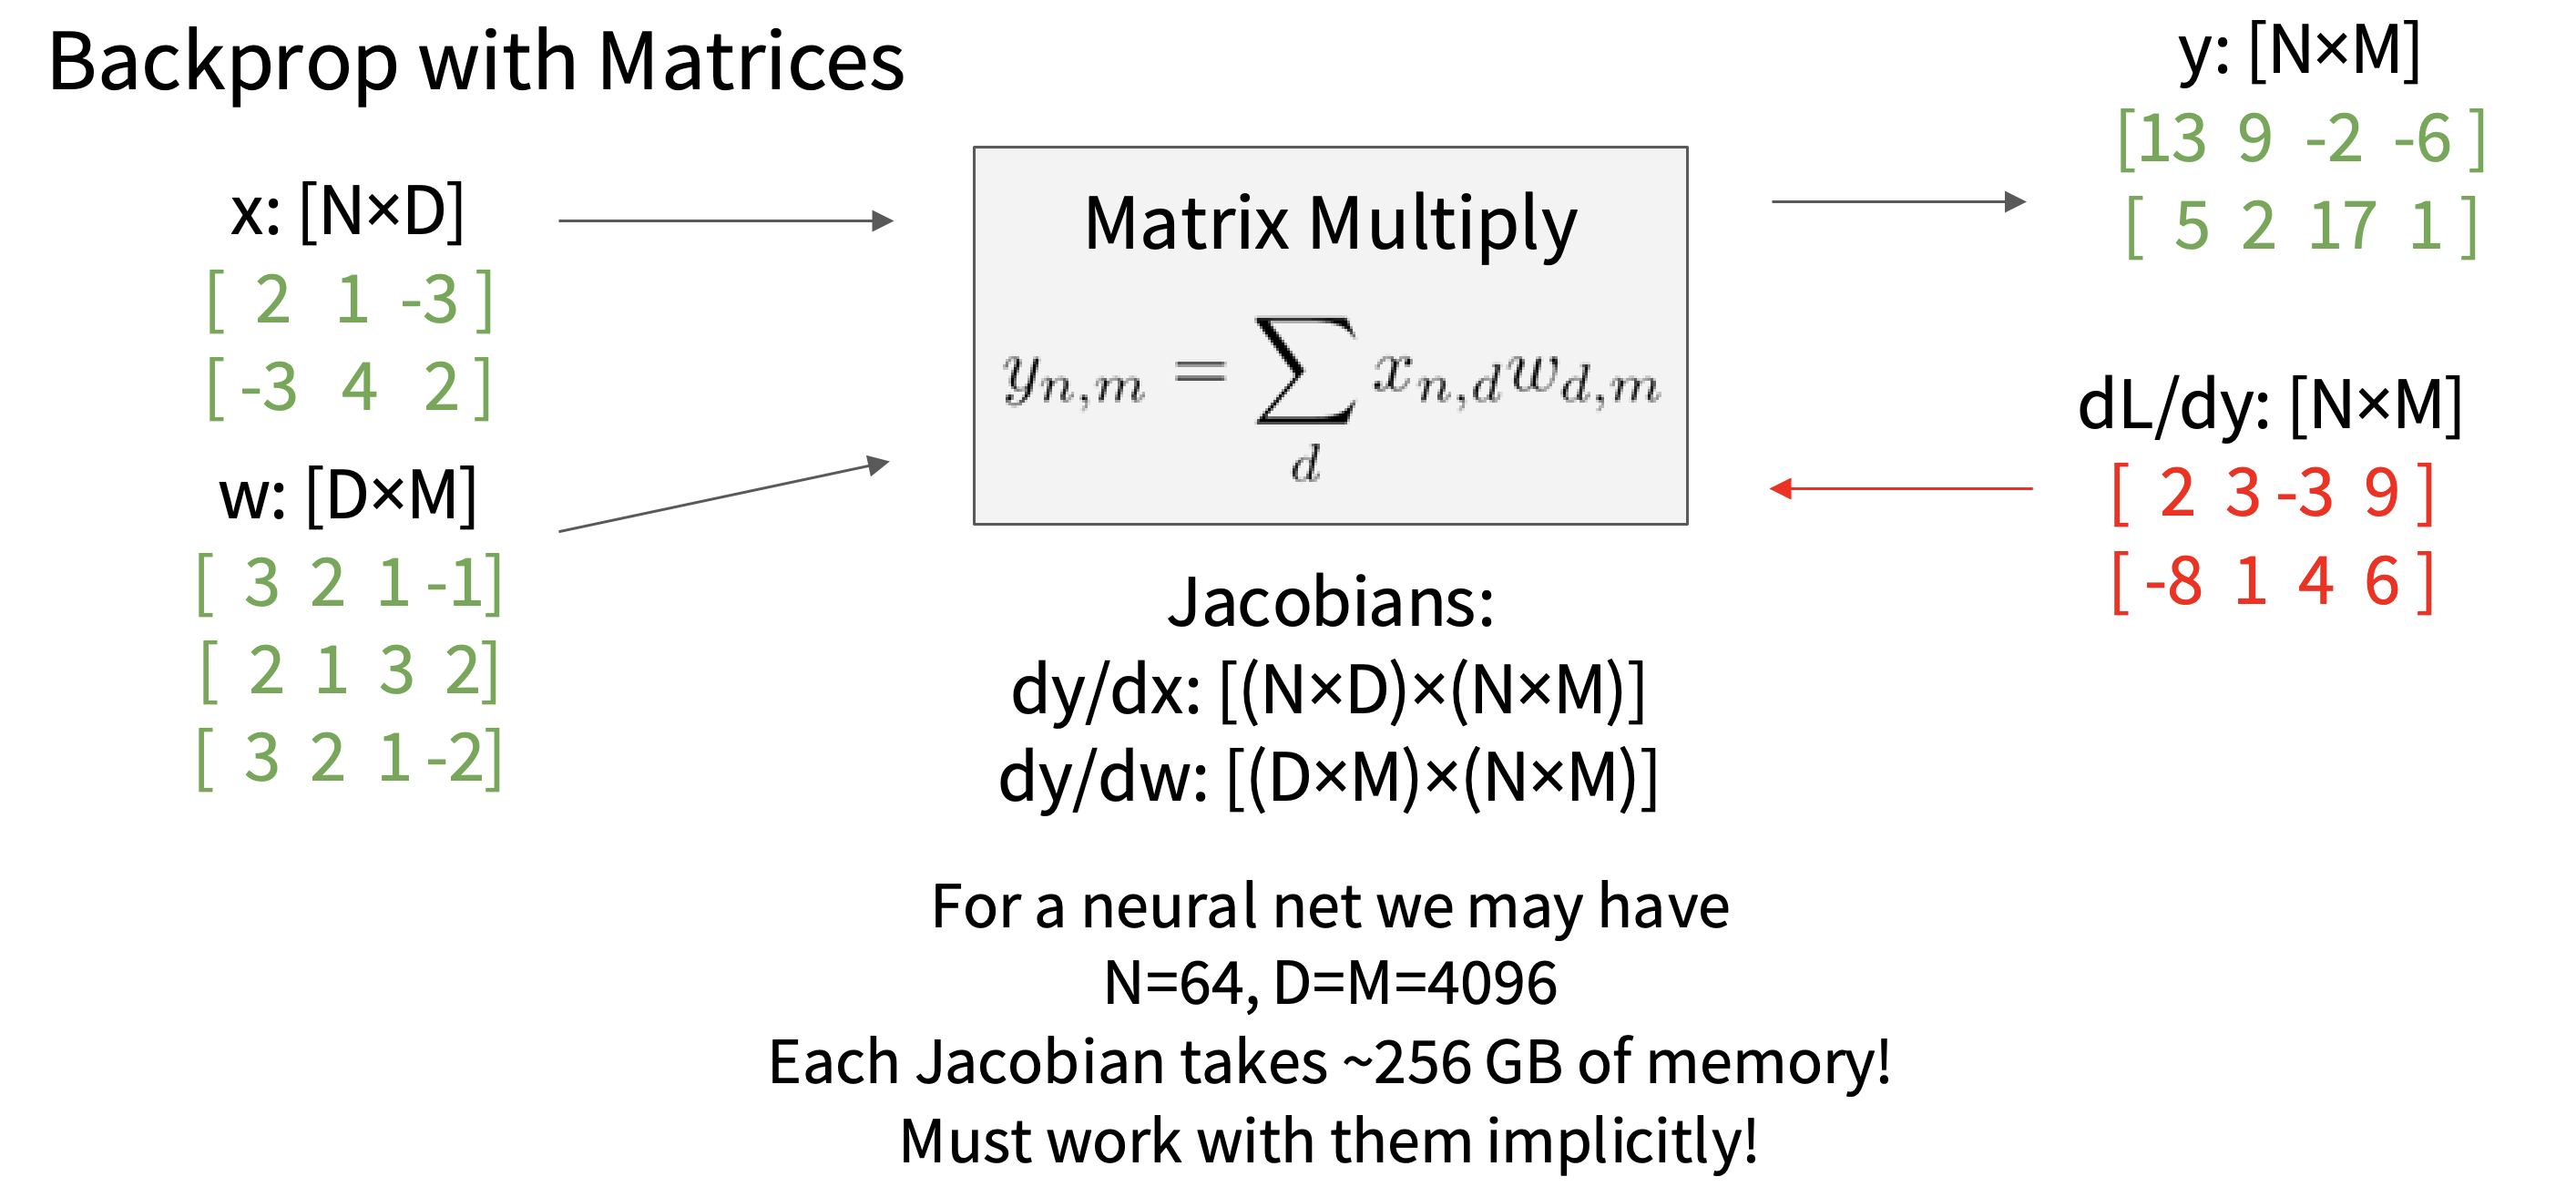 Backprop with Matrices
x: [N×D]
[ 2 1 -3 ]
[ -3 4 2 ]
w: [D×M]
[ 3 2 1 -1]
[ 2 1 3 2]
[ 3 2 1 -2]
Matrix Multiply
y_{n,m} = \sum_d x_{n,d} w_{d,m}
Jacobians:
dy/dx: [(N×D)×(N×M)]
dy/dw: [(D×M)×(N×M)]
For a neural net we may have
N=64, D=M=4096
Each Jacobian takes ~256 GB of memory!
Must work with them implicitly!
y: [N×M]
[13 9 -2 -6 ]
[ 5 2 17 1 ]
dL/dy: [N×M]
[ 2 3 -3 9 ]
[ -8 1 4 6 ]